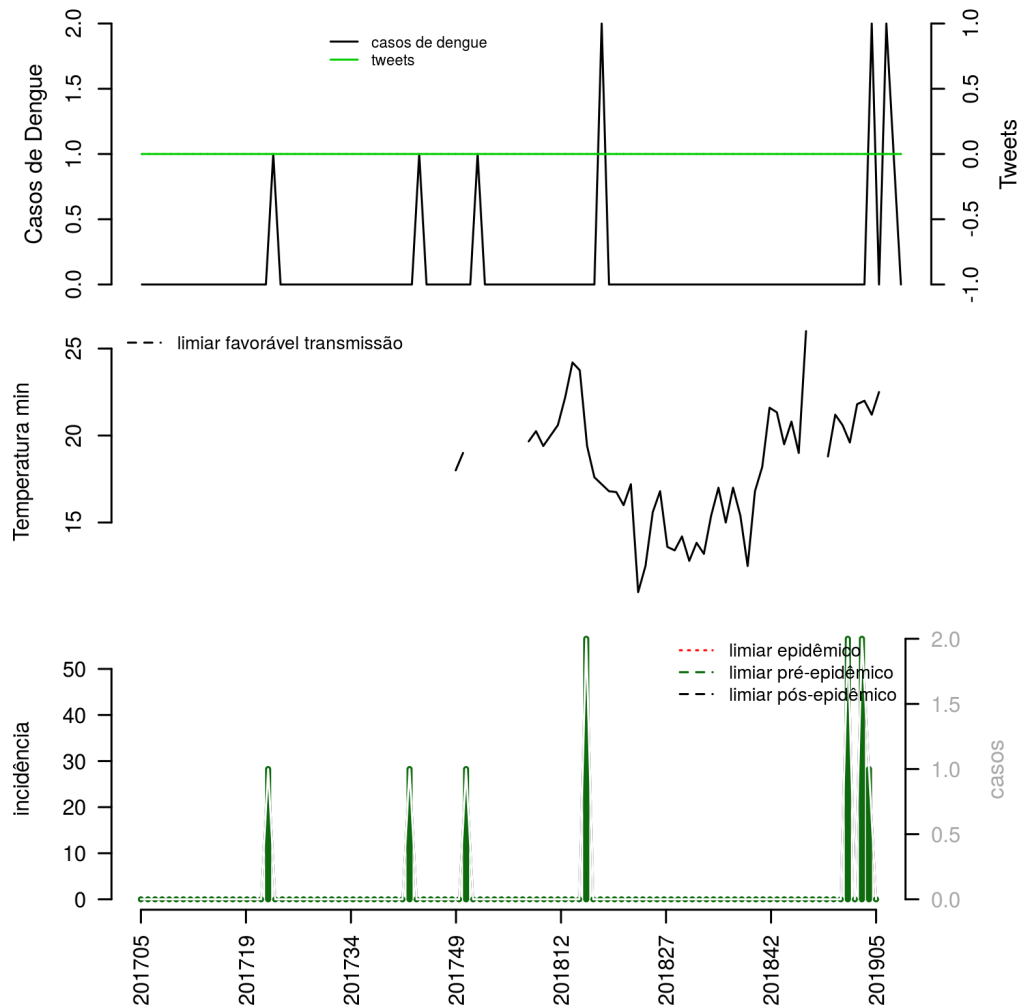 Casos de Dengue
2.0
1.5
1.0
0.5
0.0
casos de dengue
tweets
1.0
0.5
0.0
-0.5
-1.0
Tweets
Temperatura min
25
20
15
limiar favorável transmissão
incidência
50
40
30
20
10
0
limiar epidêmico
limiar pré-epidêmico
limiar pós-epidêmico
2.0
1.5
1.0
0.5
0.0
casos
201705
201719
201734
201749
201812
201827
201842
201905